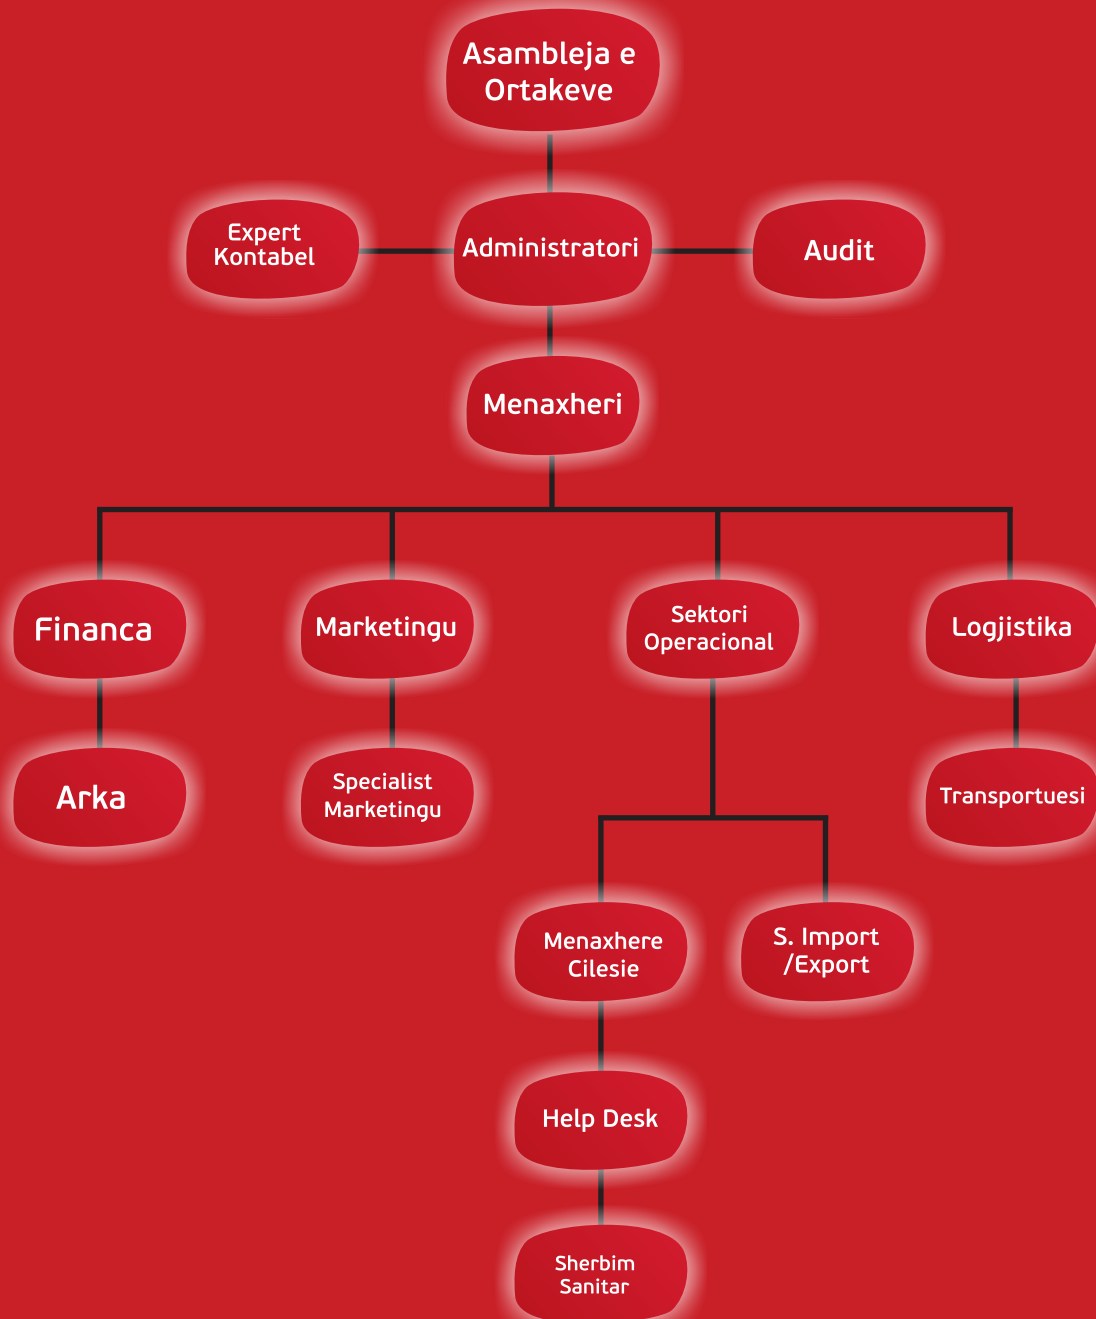 Asambleja e
Ortakeve
Expert
Kontabel
Administratori
Audit
Menaxheri
Financa
Marketingu
Sektori
Operacional
Logjistika
Arka
Specialist
Marketingu
Transportuesi
Menaxhere
Cilesie
S. Import
/Export
Help Desk
Sherbim
Sanitar